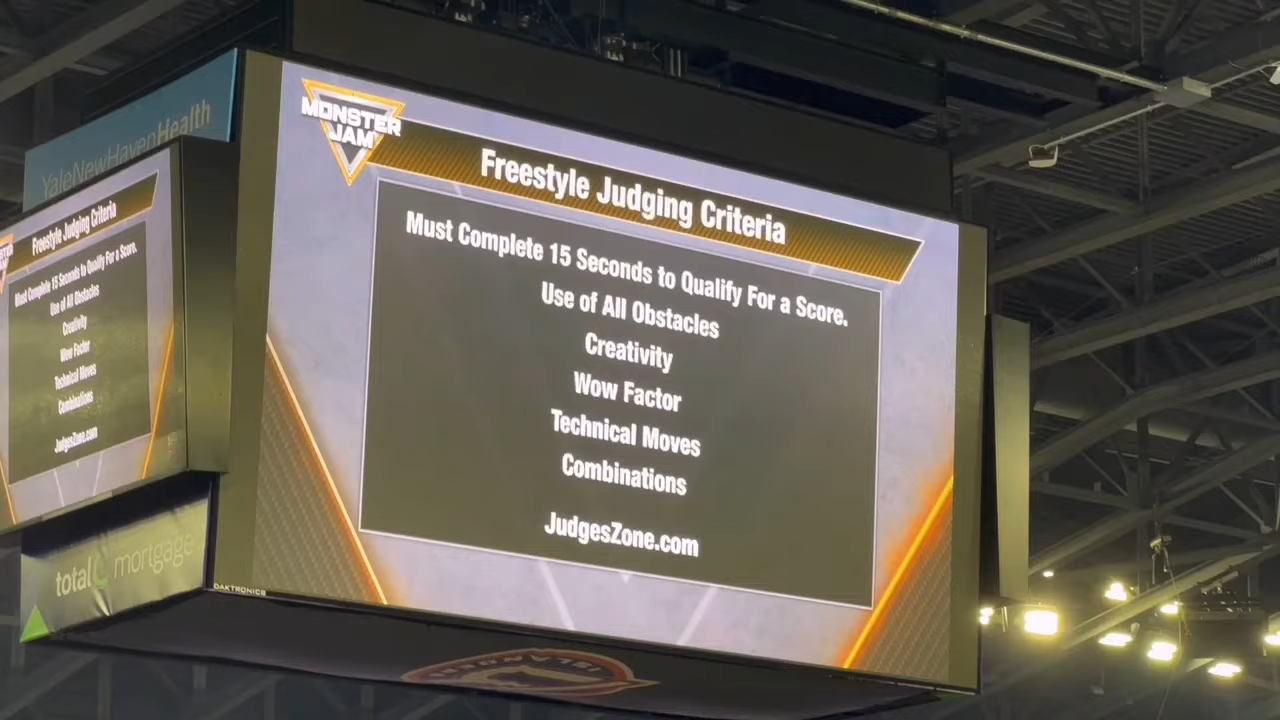 YaleNewHavenHealth
MONSTER
JAM
Freestyle Judging Criteria
Must Complete 15 Seconds to Qualify For a Score.
Use of All Obstacles
Creativity
Wow Factor
Technical Moves
Combinations
JudgesZone.com
Freestyle Judging Criteria
Must Complete 15 Seconds to Qualify For a Score.
Use of All Obstacles
Creativity
Wow Factor
Technical Moves
Combinations
JudgesZone.com
total mortgage
DAKTRONICS
ISLANDERS